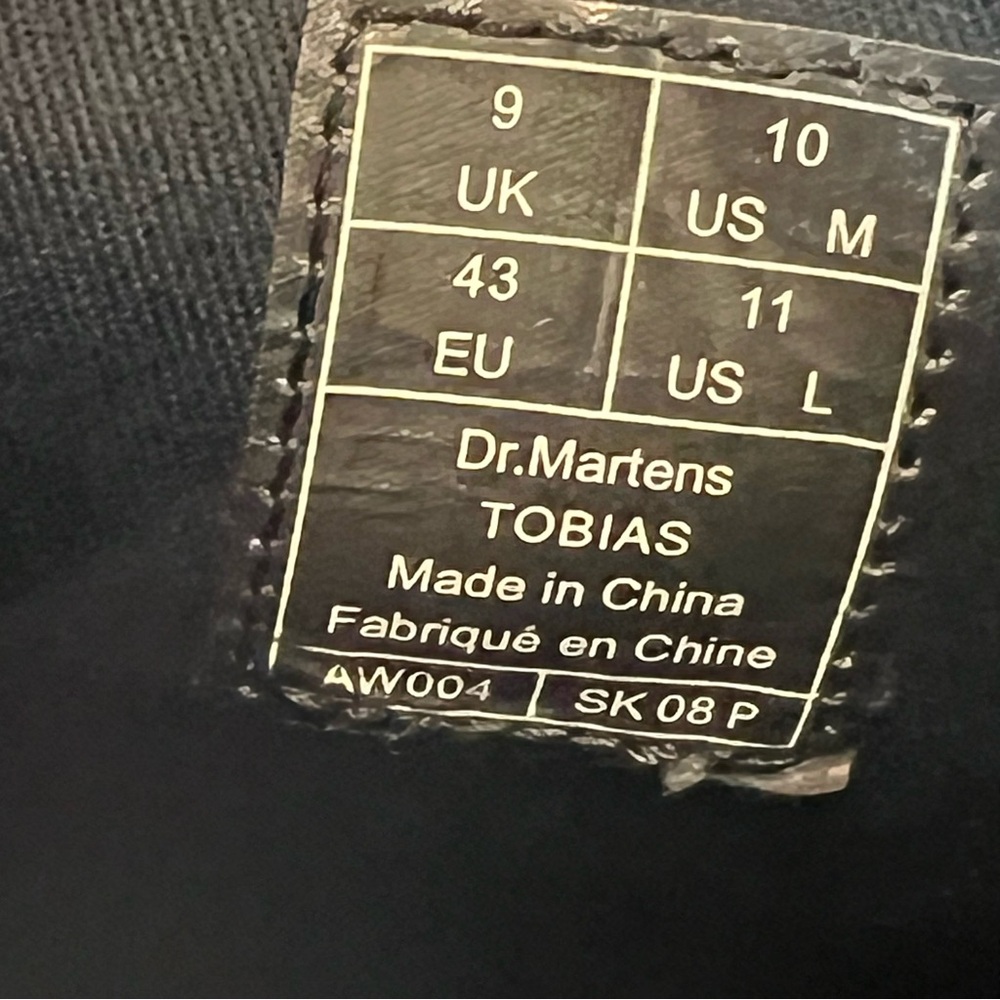 9
UK
10
US M
43
EU
11
US L
Dr.Martens
TOBIAS
Made in China
Fabriqué en Chine
AW004 SK 08 P